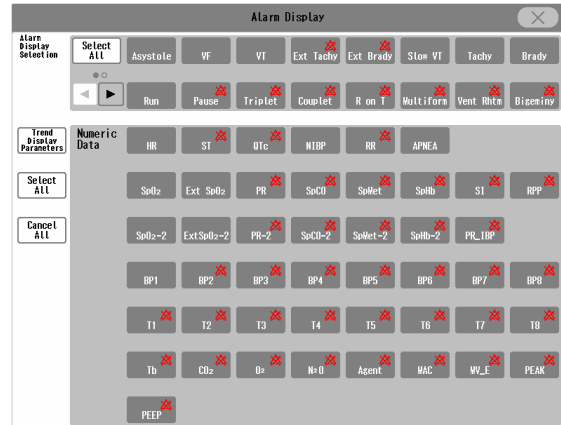 Alarm Display
Alarm
Display
Selection
Select
All
Asystole VF VT Ext Tachy Ext Brady Slow VT Tachy Brady
Run Pause Triplet Couplet R on T Multiform Vent Rhtm Bigeminy
Trend
Display
Parameters
Numeric
Data
HR ST QTc NIBP RR APNEA
Select
All
SpO₂ Ext SpO₂ PR SpCO SpMet SpHb SI RPP
Cancel
All
SpO₂-2 ExtSpO₂-2 PR-2 SpCO-2 SpMet-2 SpHb-2 PR_IBP
BP1 BP2 BP3 BP4 BP5 BP6 BP7 BP8
T1 T2 T3 T4 T5 T6 T7 T8
Tb CO₂ O₂ N₂O Agent MAC MV_E PEAK
PEEP